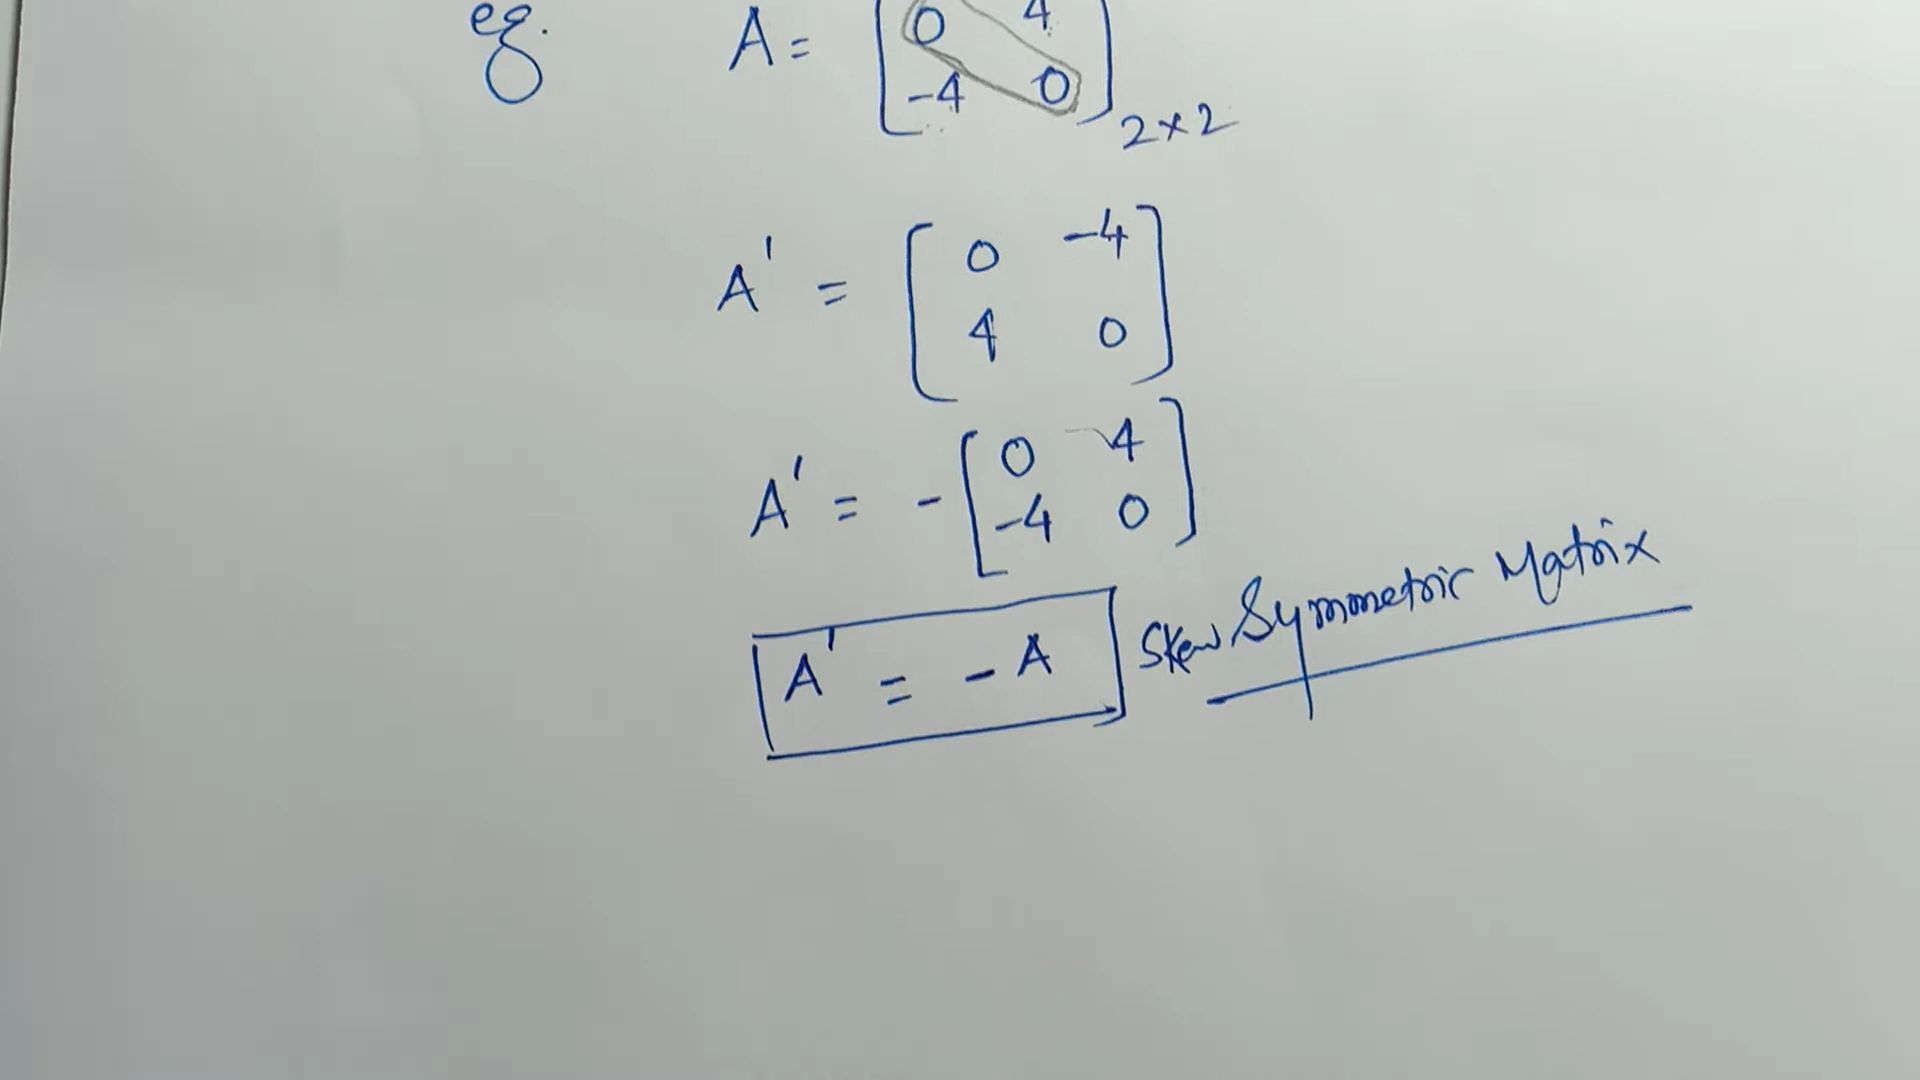 eg. A = [ 0 4
-4 0 ] 2×2
A' = [ 0 -4
4 0 ]
A' = - [ 0 4
-4 0 ]
A' = - A Skew Symmetric Matrix